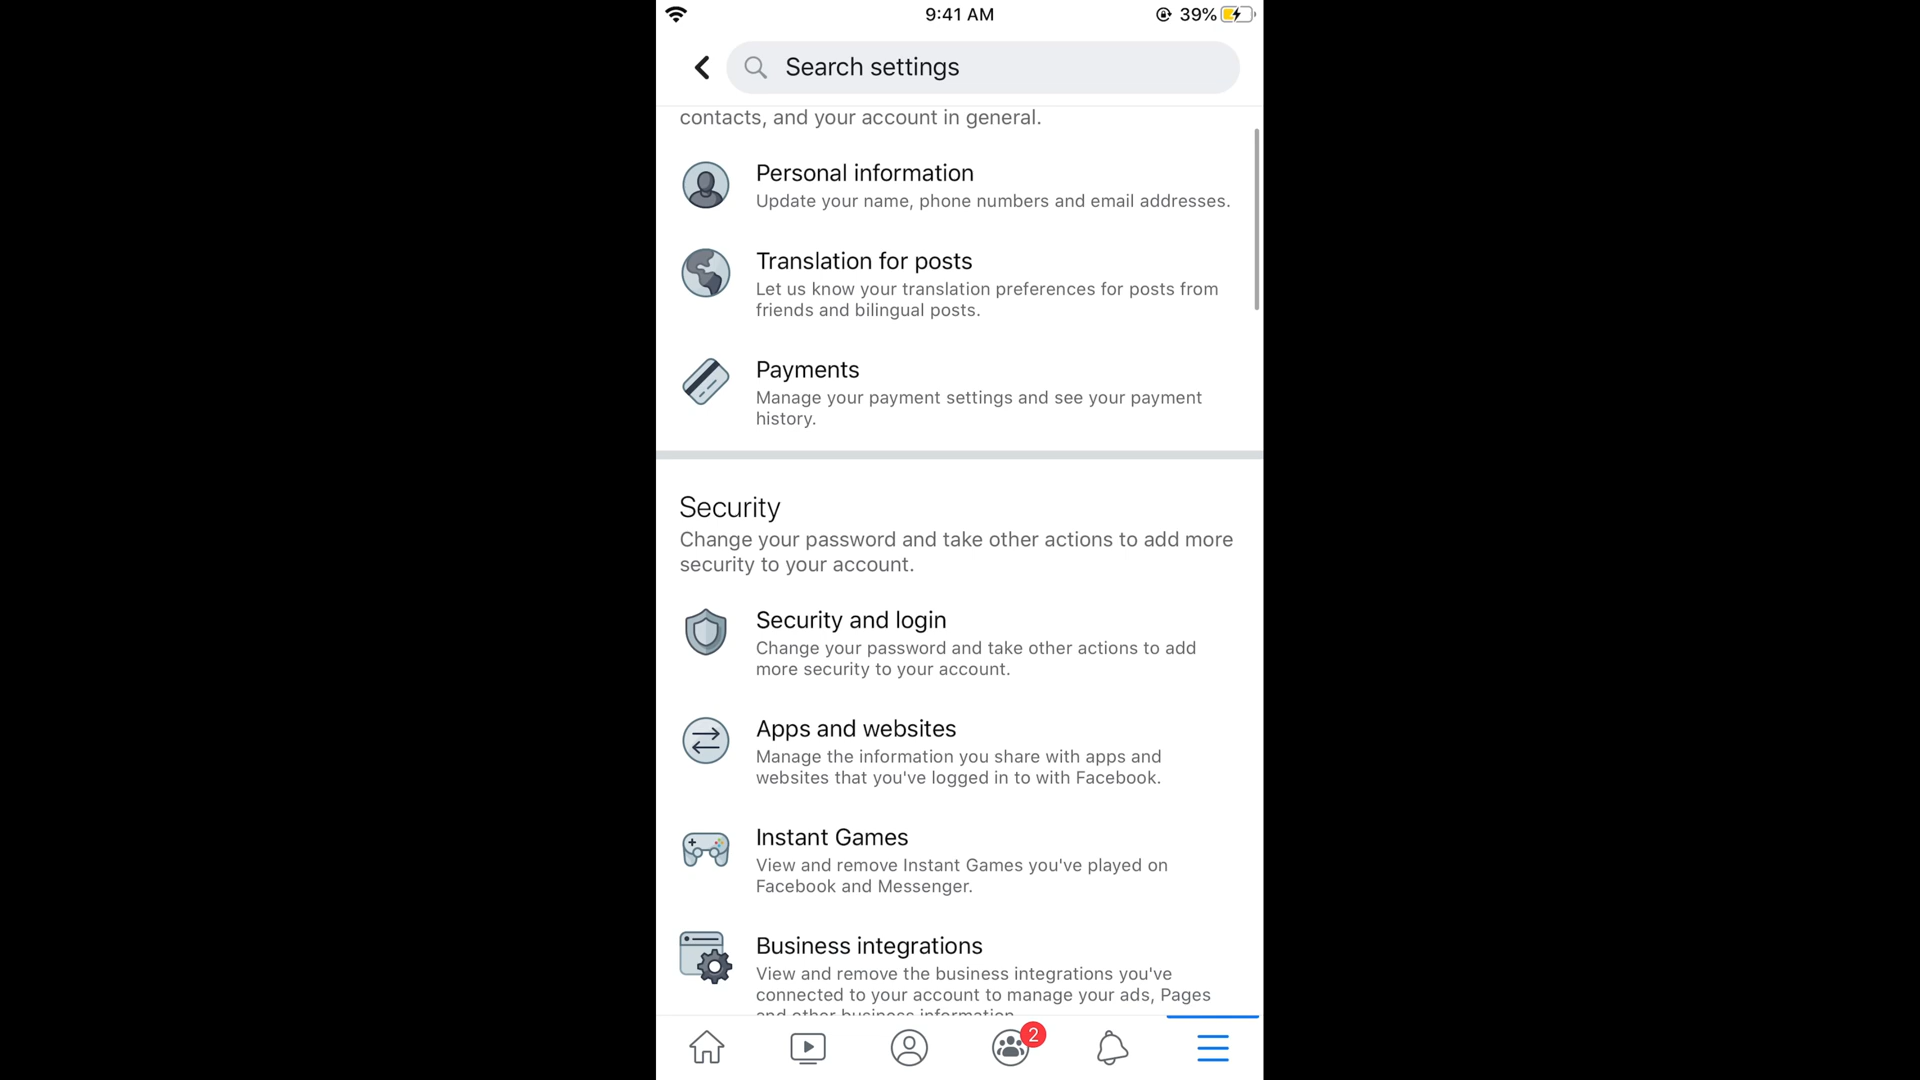 9:41 AM
39%
Search settings
contacts, and your account in general.
Personal information
Update your name, phone numbers and email addresses.
Translation for posts
Let us know your translation preferences for posts from
friends and bilingual posts.
Payments
Manage your payment settings and see your payment
history.
Security
Change your password and take other actions to add more
security to your account.
Security and login
Change your password and take other actions to add
more security to your account.
Apps and websites
Manage the information you share with apps and
websites that you've logged in to with Facebook.
Instant Games
View and remove Instant Games you've played on
Facebook and Messenger.
Business integrations
View and remove the business integrations you've
connected to your account to manage your ads, Pages
and other business information.
2